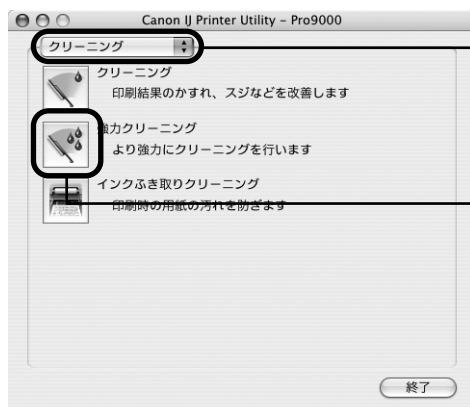 Canon IJ Printer Utility – Pro9000
クリーニング
クリーニング
印刷結果のかすれ、スジなどを改善します
強力クリーニング
より強力にクリーニングを行います
インクふき取りクリーニング
印刷時の用紙の汚れを防ぎます
終了